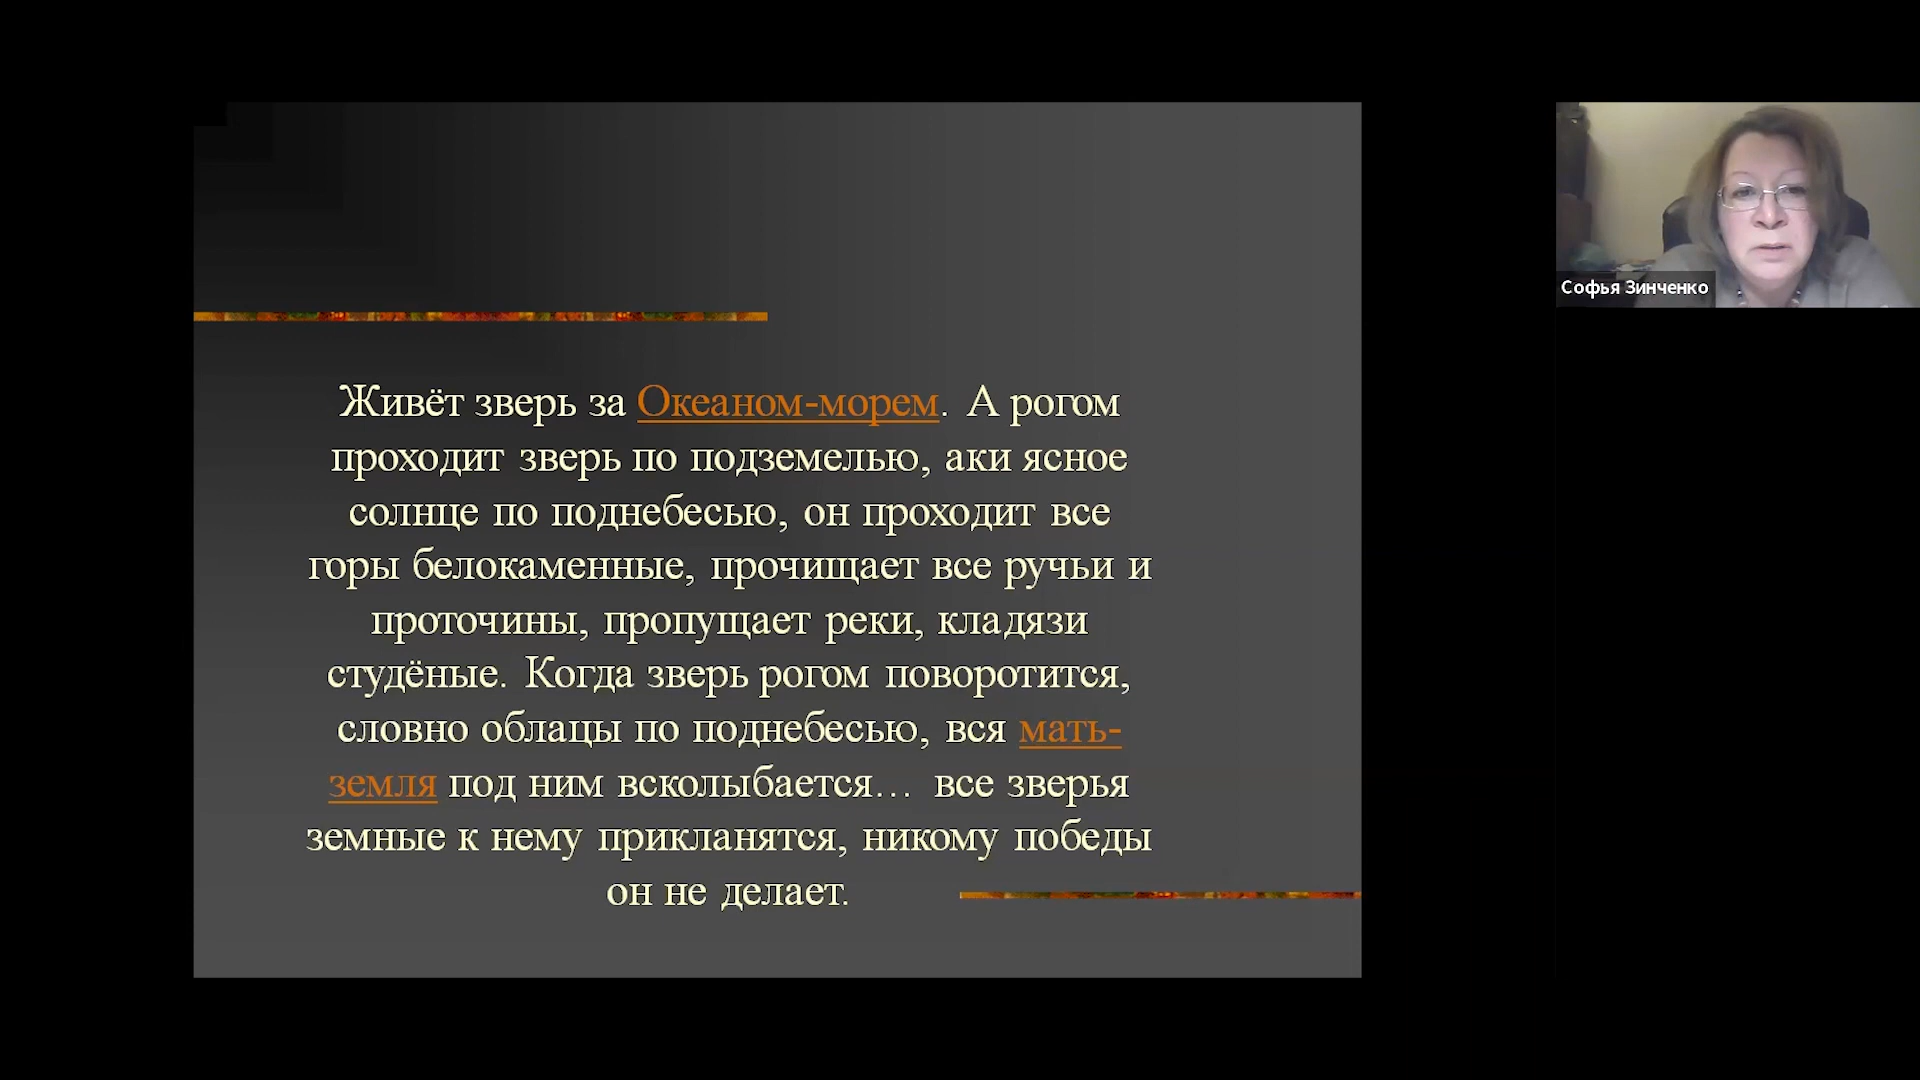 Живёт зверь за Океаном-морем. А рогом
проходит зверь по подземелью, аки ясное
солнце по поднебесью, он проходит все
горы белокаменные, прочищает все ручьи и
проточины, пропущает реки, кладязи
студёные. Когда зверь рогом поворотится,
словно облацы по поднебесью, вся мать-
земля под ним всколыбается… все зверья
земные к нему прикланятся, никому победы
он не делает.
Софья Зинченко